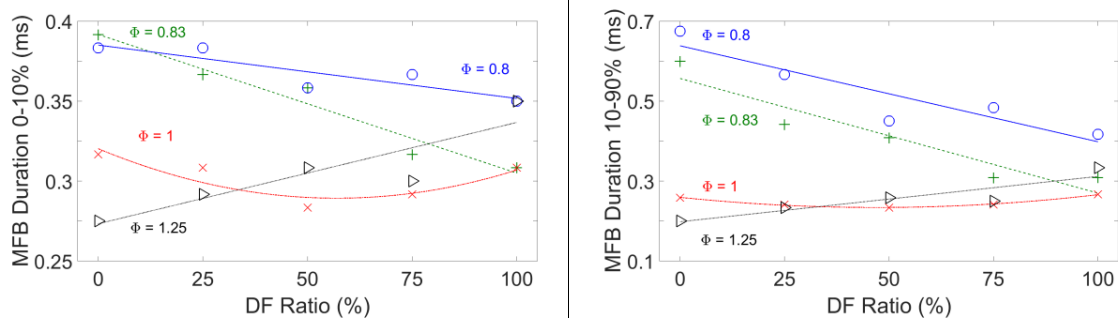 MFB Duration 0-10% (ms)
0.4
0.35
0.3
0.25
Φ = 0.83
Φ = 0.8
Φ = 1
Φ = 1.25
0
25
50
75
100
DF Ratio (%)
MFB Duration 10-90% (ms)
0.7
0.5
0.3
0.1
Φ = 0.8
Φ = 0.83
Φ = 1
Φ = 1.25
0
25
50
75
100
DF Ratio (%)